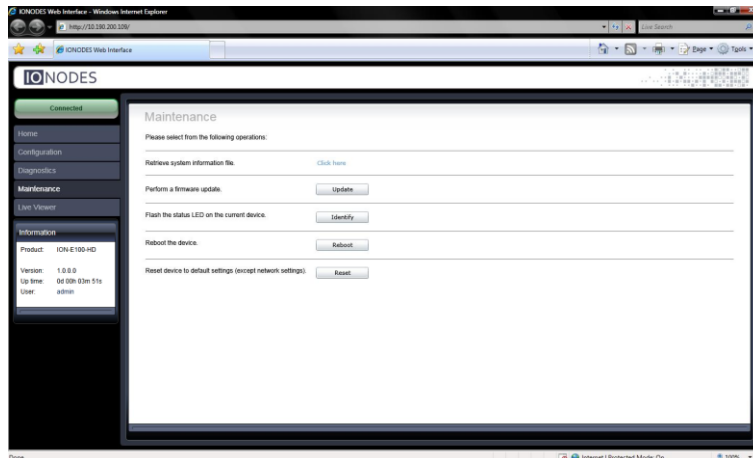 IONODES Web Interface - Windows Internet Explorer
http://10.190.200.109/
Live Search
IONODES Web Interface
Page Tools
IONODES
Connected
Home
Configuration
Diagnostics
Maintenance
Live Viewer
Information
Product: ION-E100-HD
Version: 1.0.0.0
Up time: 0d 00h 03m 51s
User: admin
Maintenance
Please select from the following operations:
Retrieve system information file. Click here
Perform a firmware update. Update
Flash the status LED on the current device. Identify
Reboot the device. Reboot
Reset device to default settings (except network settings). Reset
Done
Internet | Protected Mode: On
100%